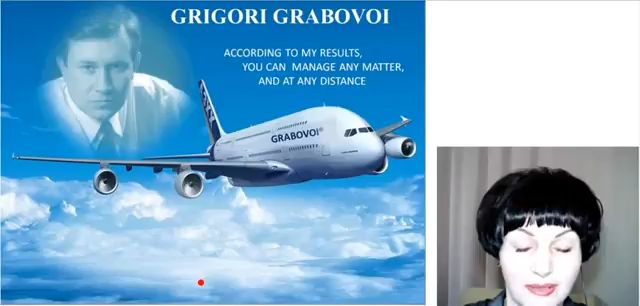 GRIGORI GRABOVOI
ACCORDING TO MY RESULTS,
YOU CAN MANAGE ANY MATTER,
AND AT ANY DISTANCE
GRABOVOI®